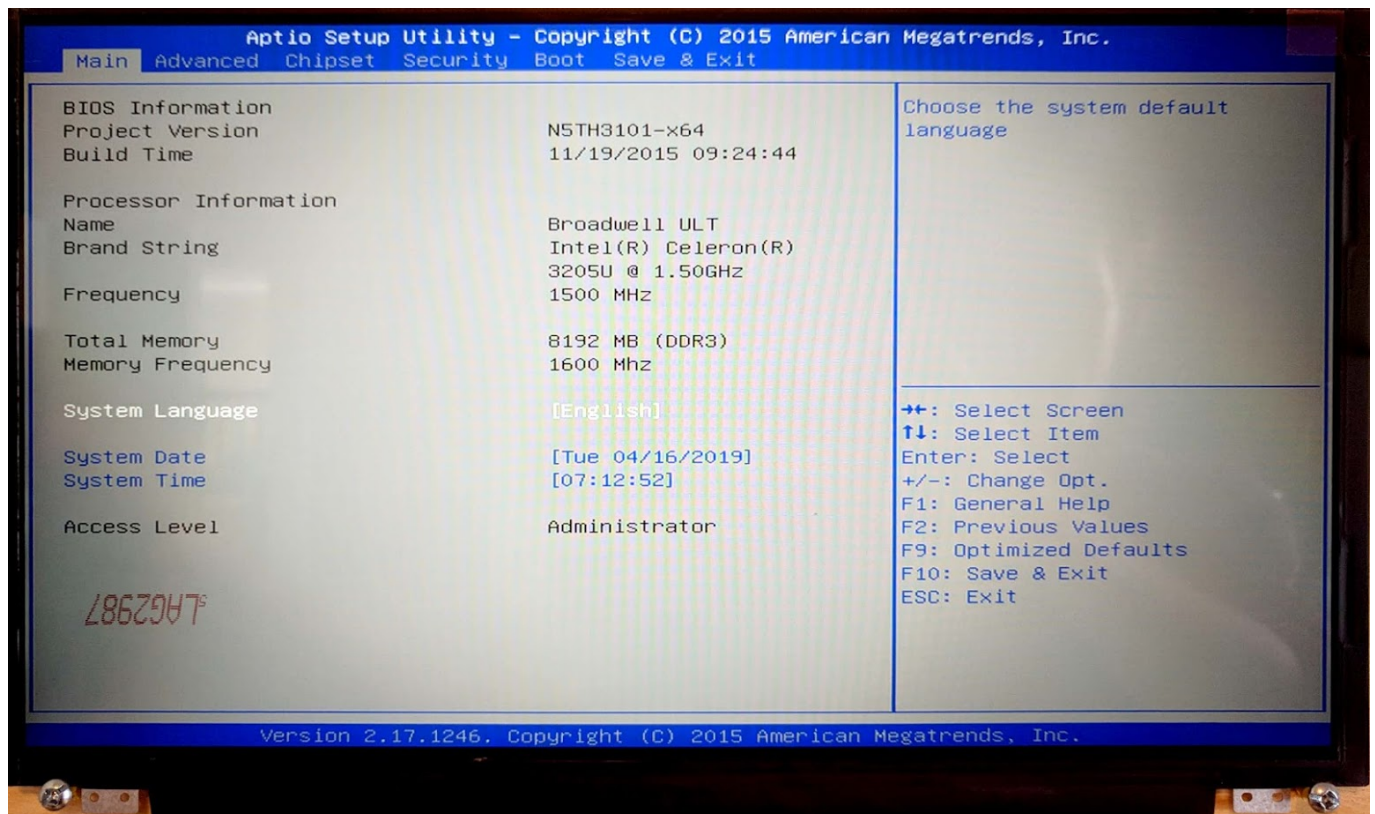 Aptio Setup Utility – Copyright (C) 2015 American Megatrends, Inc.
Main Advanced Chipset Security Boot Save & Exit
BIOS Information
Project Version N5TH3101-x64
Build Time 11/19/2015 09:24:44
Processor Information
Name Broadwell ULT
Brand String Intel(R) Celeron(R)
3205U @ 1.50GHz
Frequency 1500 MHz
Total Memory 8192 MB (DDR3)
Memory Frequency 1600 Mhz
System Language [English]
System Date [Tue 04/16/2019]
System Time [07:12:52]
Access Level Administrator
Choose the system default
language
→←: Select Screen
↑↓: Select Item
Enter: Select
+/-: Change Opt.
F1: General Help
F2: Previous Values
F9: Optimized Defaults
F10: Save & Exit
ESC: Exit
Version 2.17.1246. Copyright (C) 2015 American Megatrends, Inc.